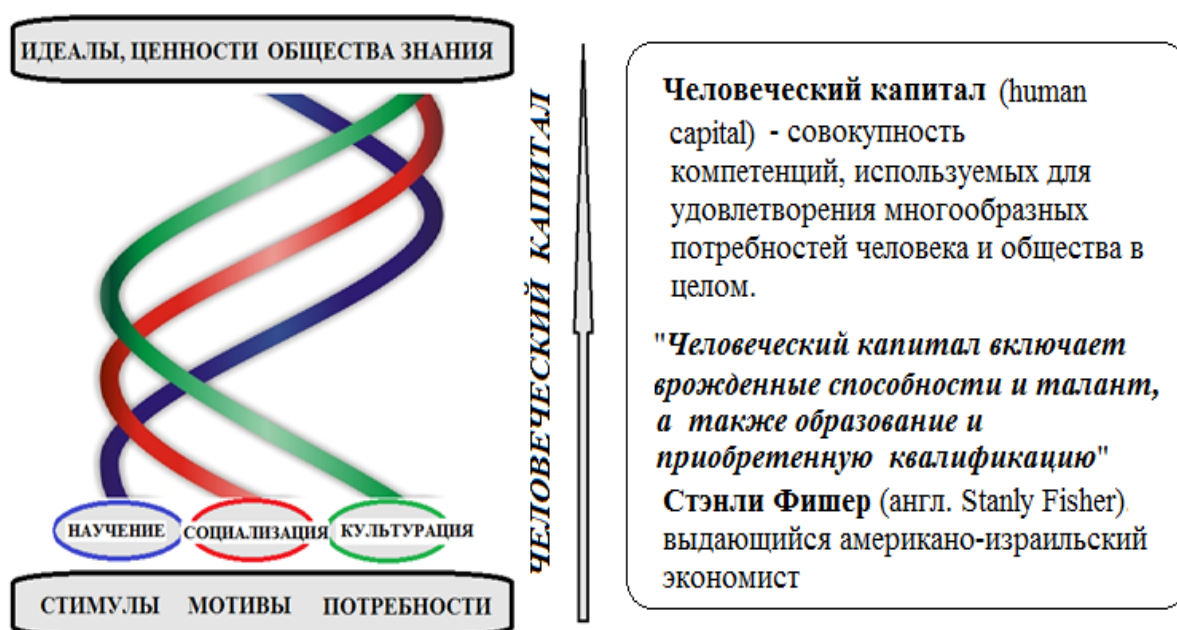 ИДЕАЛЫ, ЦЕННОСТИ ОБЩЕСТВА ЗНАНИЯ
НАУЧЕНИЕ СОЦИАЛИЗАЦИЯ КУЛЬТУРАЦИЯ
СТИМУЛЫ МОТИВЫ ПОТРЕБНОСТИ
ЧЕЛОВЕЧЕСКИЙ КАПИТАЛ
Человеческий капитал (human
capital) - совокупность
компетенций, используемых для
удовлетворения многообразных
потребностей человека и общества в
целом.
"Человеческий капитал включает
врожденные способности и талант,
а также образование и
приобретенную квалификацию"
Стэнли Фишер (англ. Stanly Fisher)
выдающийся американо-израильский
экономист